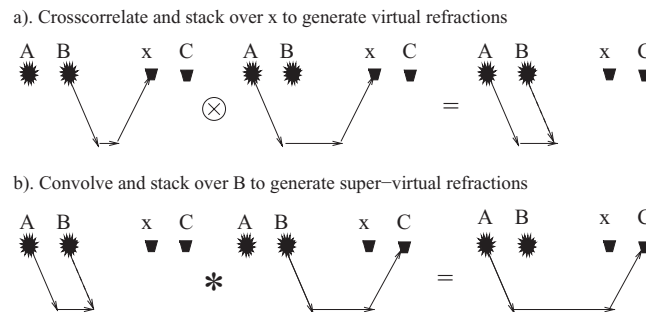 a). Crosscorrelate and stack over x to generate virtual refractions
A B x C A B x C A B x C
⊗ =
b). Convolve and stack over B to generate super−virtual refractions
A B x C A B x C A B x C
* =